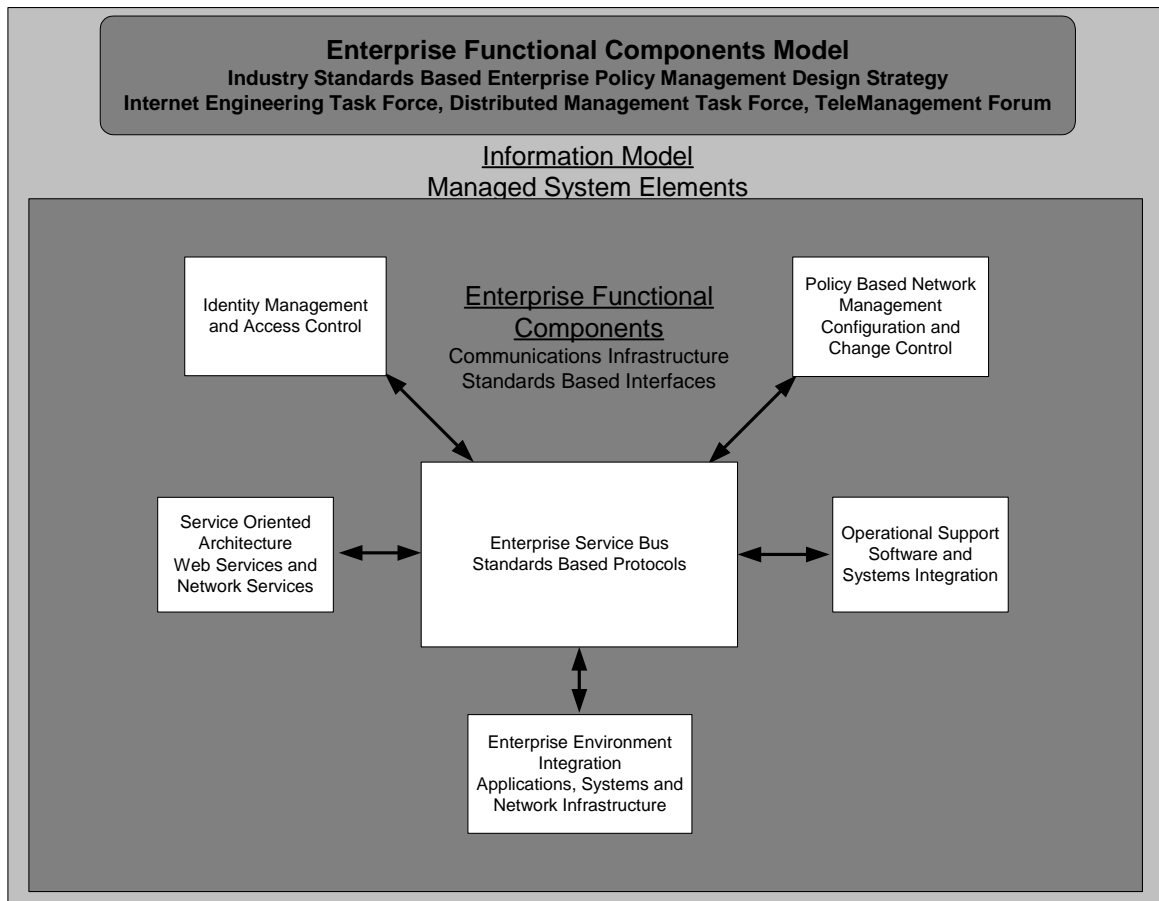 Enterprise Functional Components Model
Industry Standards Based Enterprise Policy Management Design Strategy
Internet Engineering Task Force, Distributed Management Task Force, TeleManagement Forum
Information Model
Managed System Elements
Identity Management
and Access Control
Enterprise Functional
Components
Communications Infrastructure
Standards Based Interfaces
Policy Based Network
Management
Configuration and
Change Control
Service Oriented
Architecture
Web Services and
Network Services
Enterprise Service Bus
Standards Based Protocols
Operational Support
Software and
Systems Integration
Enterprise Environment
Integration
Applications, Systems and
Network Infrastructure